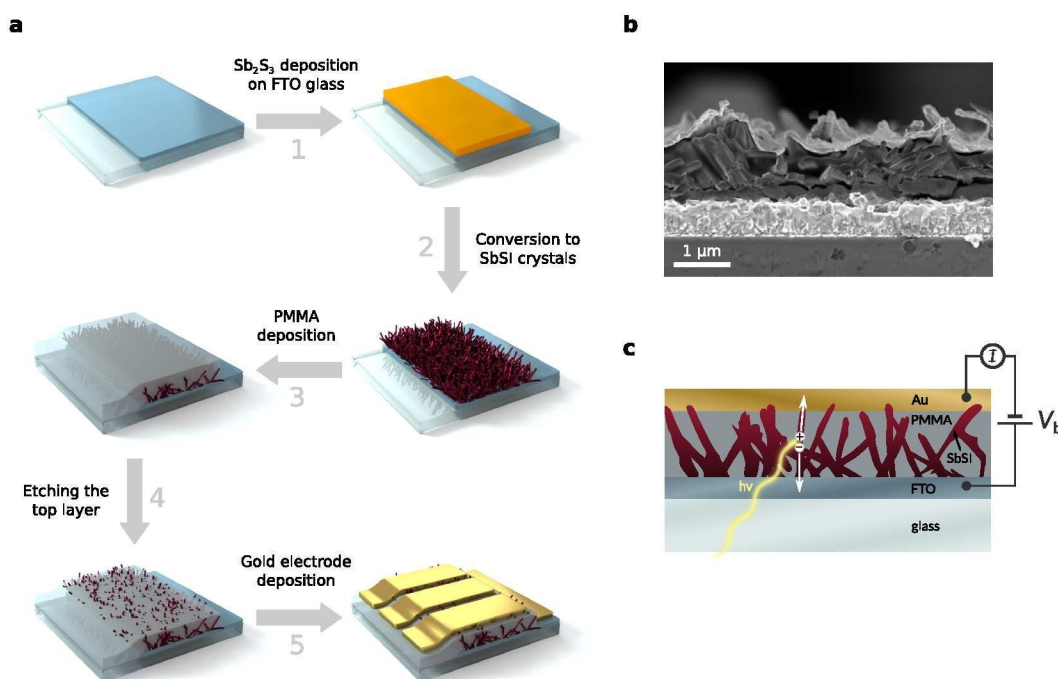 a
Sb₂S₃ deposition
on FTO glass
1
2
Conversion to
SbSI crystals
PMMA
deposition
3
Etching the
top layer
4
Gold electrode
deposition
5
b
1 μm
c
I
Au
PMMA
V_b
SbSI
hν
FTO
glass